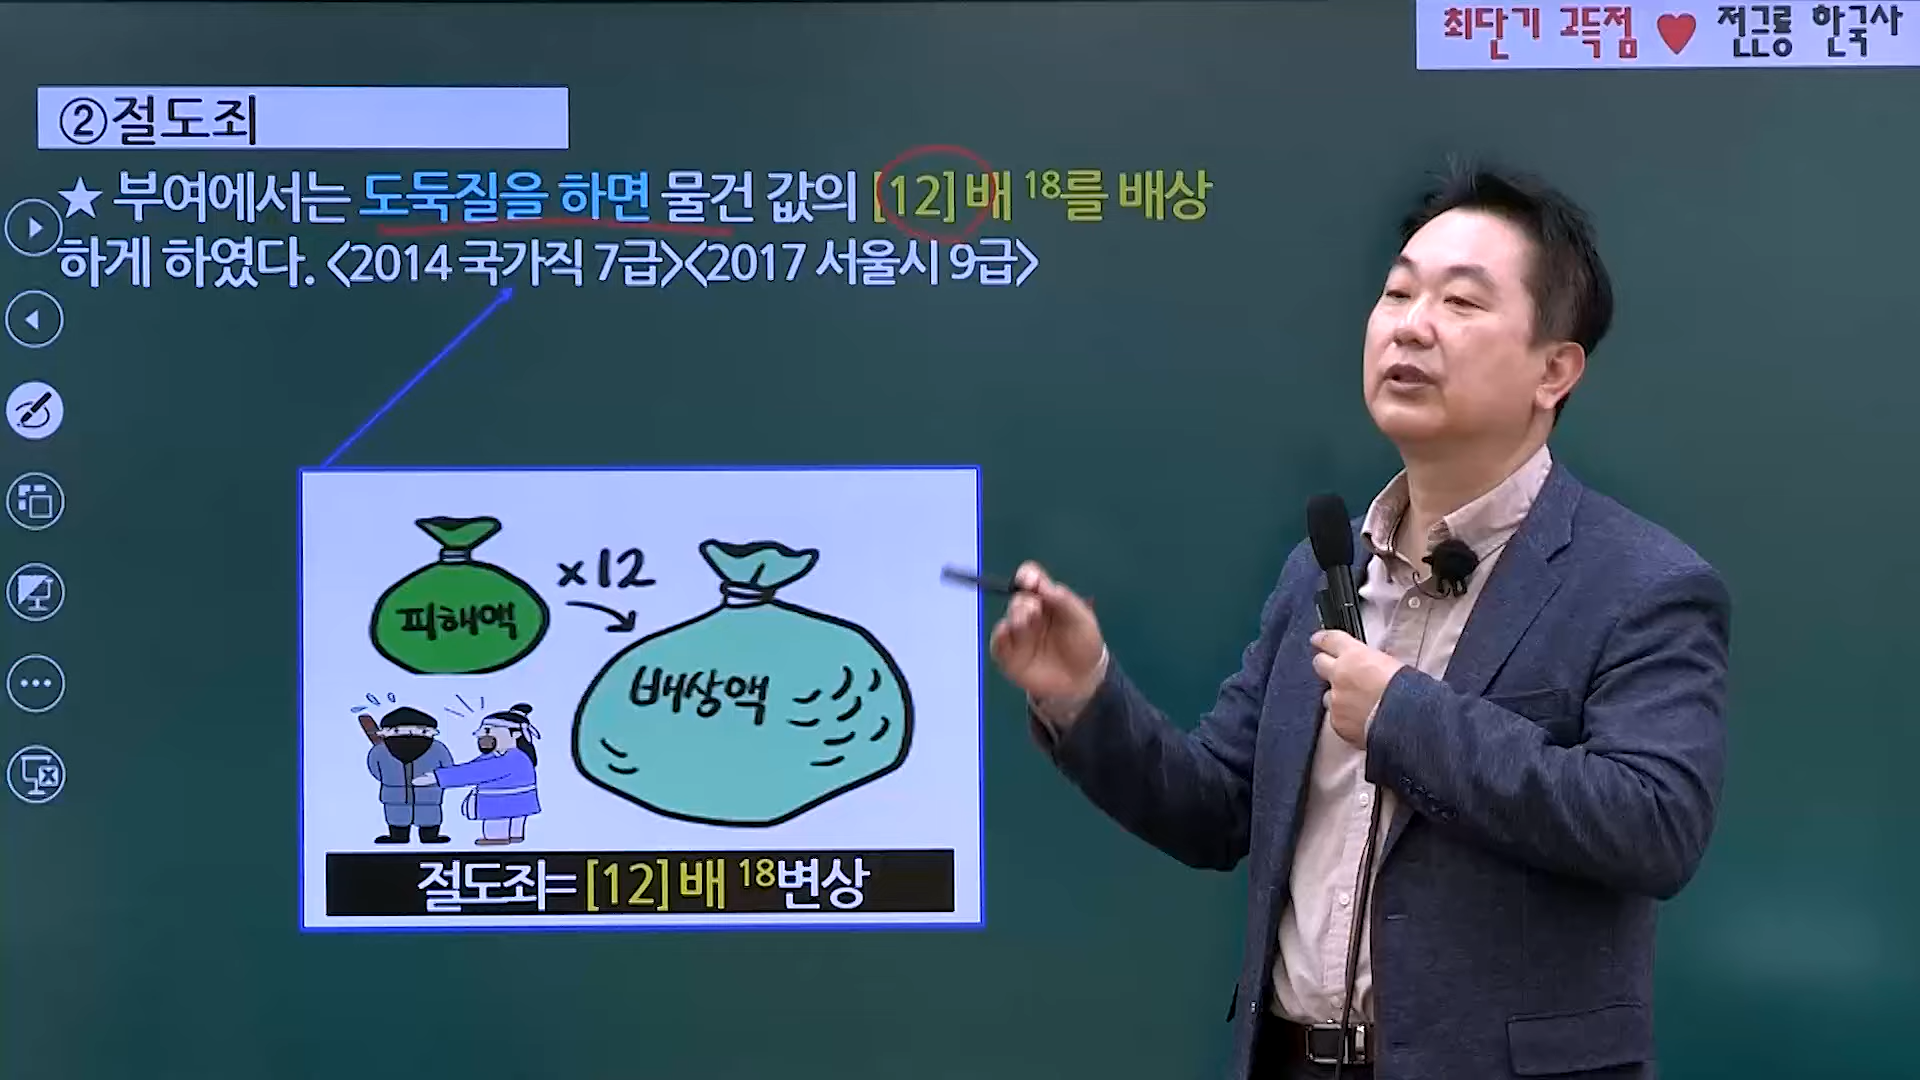 최단기 고득점 ♥ 전근룡 한국사
②절도죄
★ 부여에서는 도둑질을 하면 물건 값의 [12]배 18를 배상
하게 하였다. <2014 국가직 7급><2017 서울시 9급>
×12
피해액
배상액
절도죄=[12]배 18변상